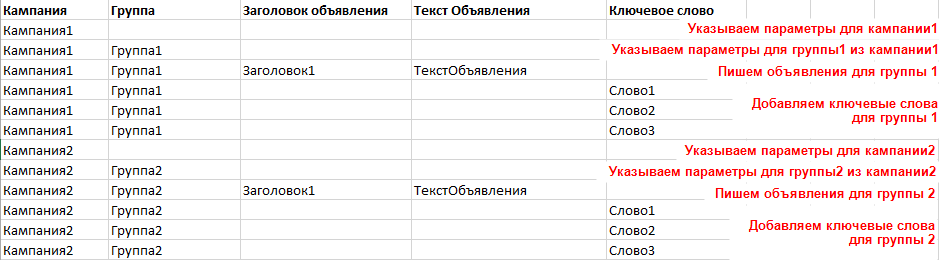 Кампания Группа Заголовок объявления Текст Объявления Ключевое слово
Кампания1 Указываем параметры для кампании1
Кампания1 Группа1 Указываем параметры для группы1 из кампании1
Кампания1 Группа1 Заголовок1 ТекстОбъявления Пишем объявления для группы 1
Кампания1 Группа1 Слово1 Добавляем ключевые слова
Кампания1 Группа1 Слово2 для группы 1
Кампания1 Группа1 Слово3
Кампания2 Указываем параметры для кампании2
Кампания2 Группа2 Указываем параметры для группы2 из кампании2
Кампания2 Группа2 Заголовок1 ТекстОбъявления Пишем объявления для группы 2
Кампания2 Группа2 Слово1 Добавляем ключевые слова
Кампания2 Группа2 Слово2 для группы 2
Кампания2 Группа2 Слово3